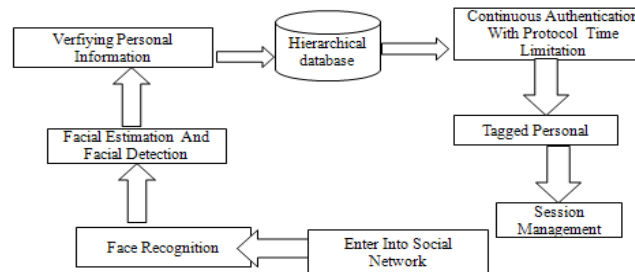 Verfiying Personal
Information
Hierarchical
database
Continuous Authentication
With Protocol Time
Limitation
Facial Estimation And
Facial Detection
Tagged Personal
Session
Management
Face Recognition
Enter Into Social
Network